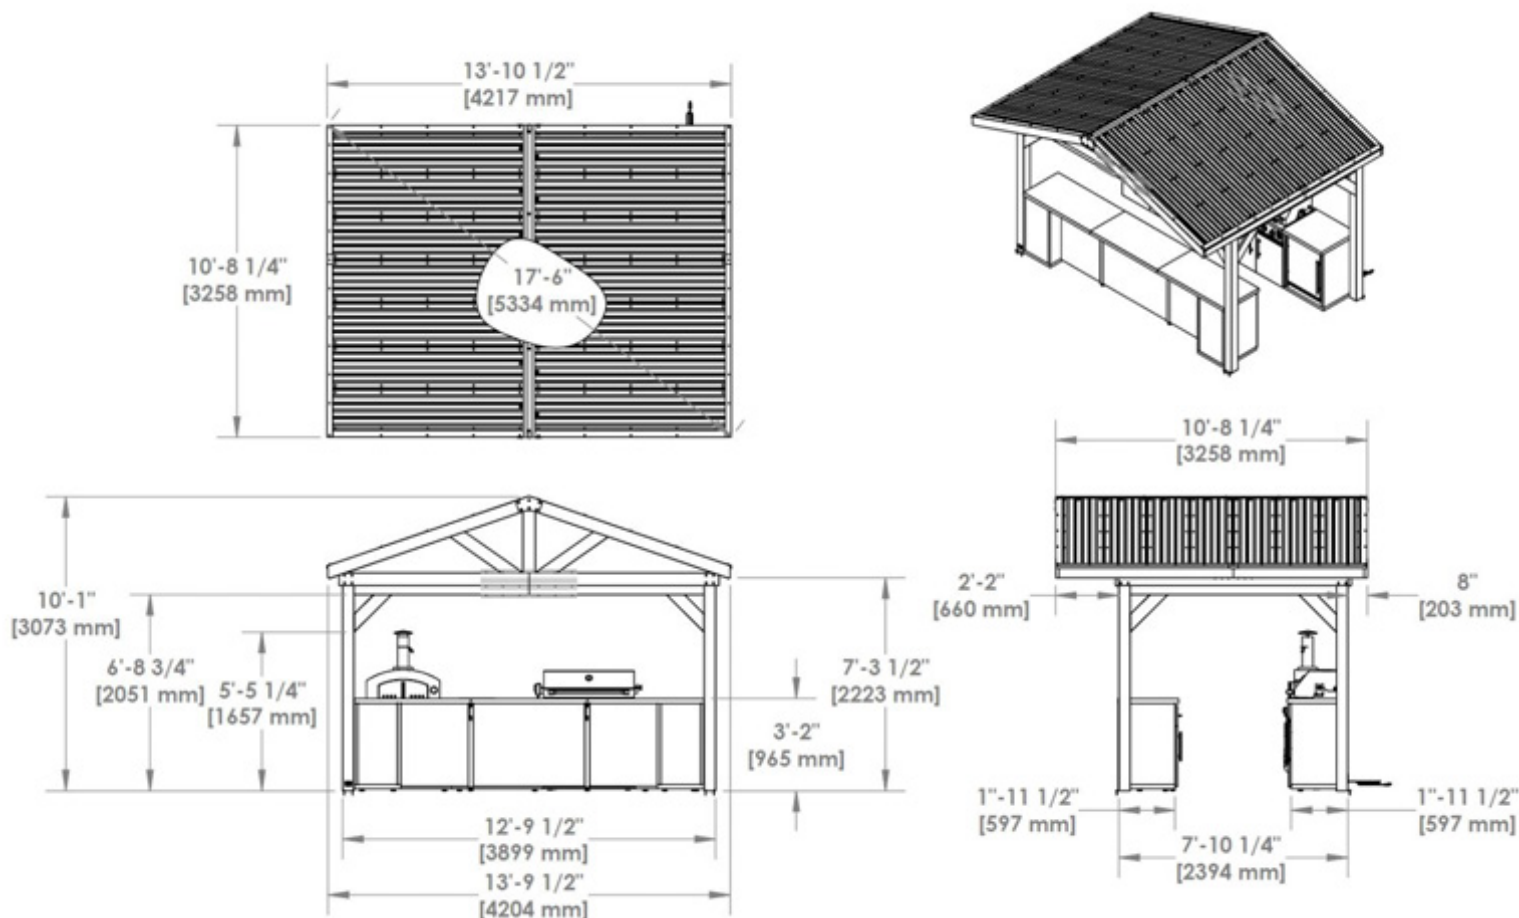 13'-10 1/2"
[4217 mm]
10'-8 1/4"
[3258 mm]
17'-6"
[5334 mm]
10'-8 1/4"
[3258 mm]
2'-2"
[660 mm]
8"
[203 mm]
10'-1"
[3073 mm]
6'-8 3/4"
[2051 mm]
5'-5 1/4"
[1657 mm]
7'-3 1/2"
[2223 mm]
3'-2"
[965 mm]
12'-9 1/2"
[3899 mm]
13'-9 1/2"
[4204 mm]
1"-11 1/2"
[597 mm]
1"-11 1/2"
[597 mm]
7'-10 1/4"
[2394 mm]